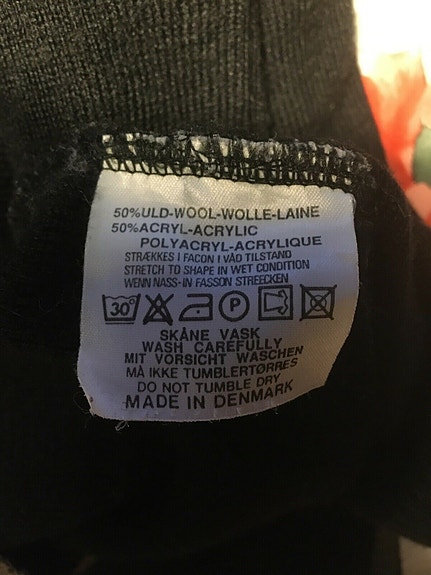 50%ULD-WOOL-WOLLE-LAINE
50%ACRYL-ACRYLIC
POLYACRYL-ACRYLIQUE
STRÆKKES I FACON I VÅD TILSTAND
STRETCH TO SHAPE IN WET CONDITION
WENN NASS-IN FASSON STREECKEN
30° P
SKÅNE VASK
WASH CAREFULLY
MIT VORSICHT WASCHEN
MÅ IKKE TUMBLERTØRRES
DO NOT TUMBLE DRY
MADE IN DENMARK